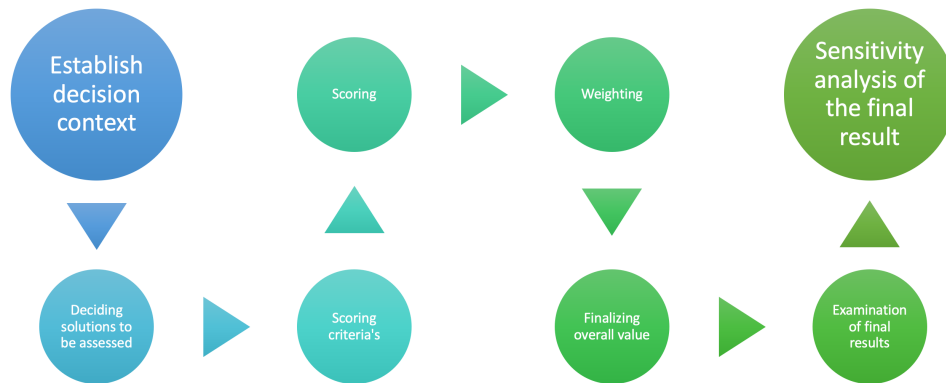 Establish
decision
context
Deciding
solutions to
be assessed
Scoring
criteria's
Scoring
Weighting
Finalizing
overall value
Examination
of final
results
Sensitivity
analysis of
the final
result